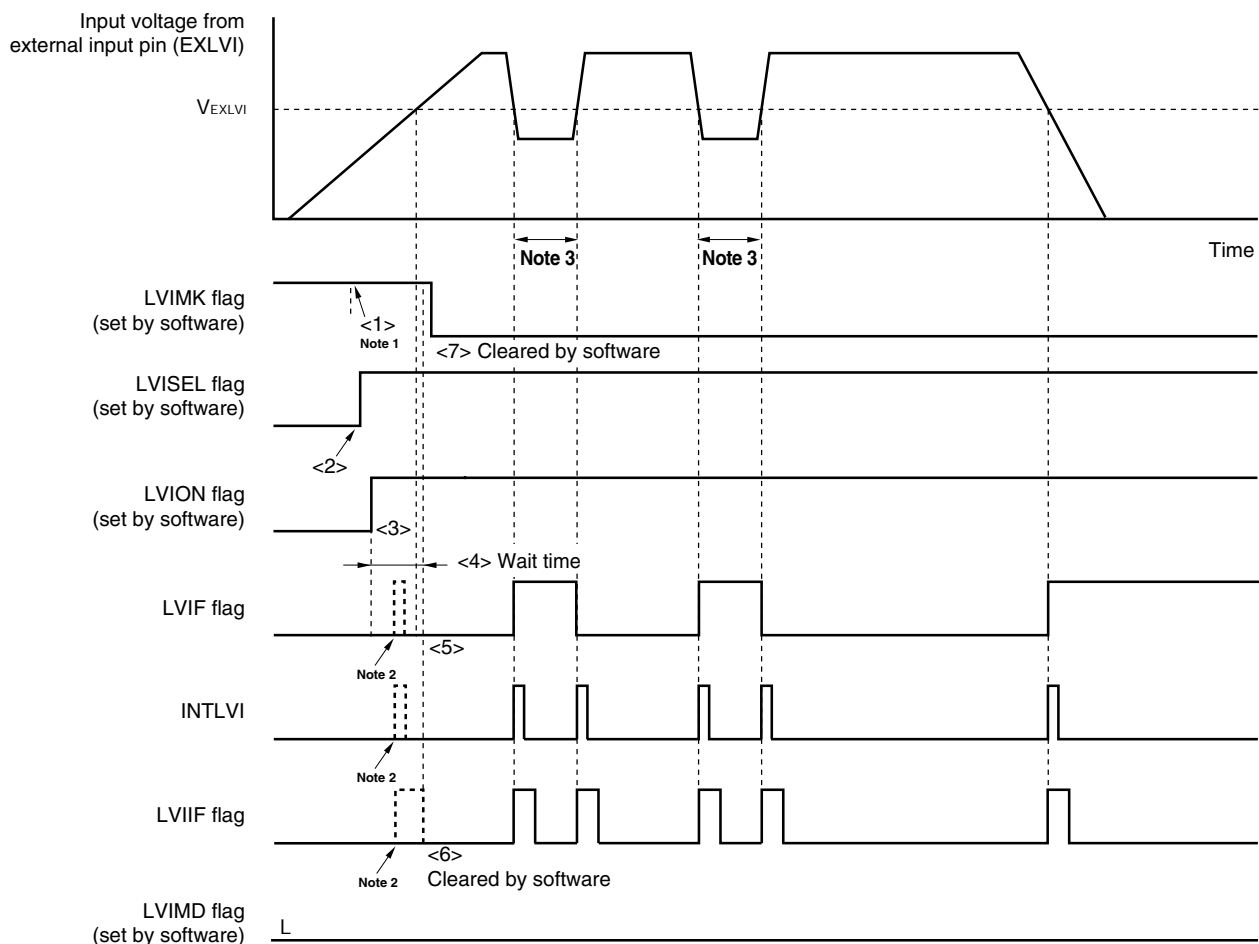 Input voltage from
external input pin (EXLVI)
VEXLVI
Time
Note 3
Note 3
LVIMK flag
(set by software)
<1>
Note 1
<7> Cleared by software
LVISEL flag
(set by software)
<2>
LVION flag
(set by software)
<3>
<4> Wait time
LVIF flag
<5>
Note 2
INTLVI
Note 2
LVIIF flag
<6>
Note 2
Cleared by software
LVIMD flag
(set by software)
L